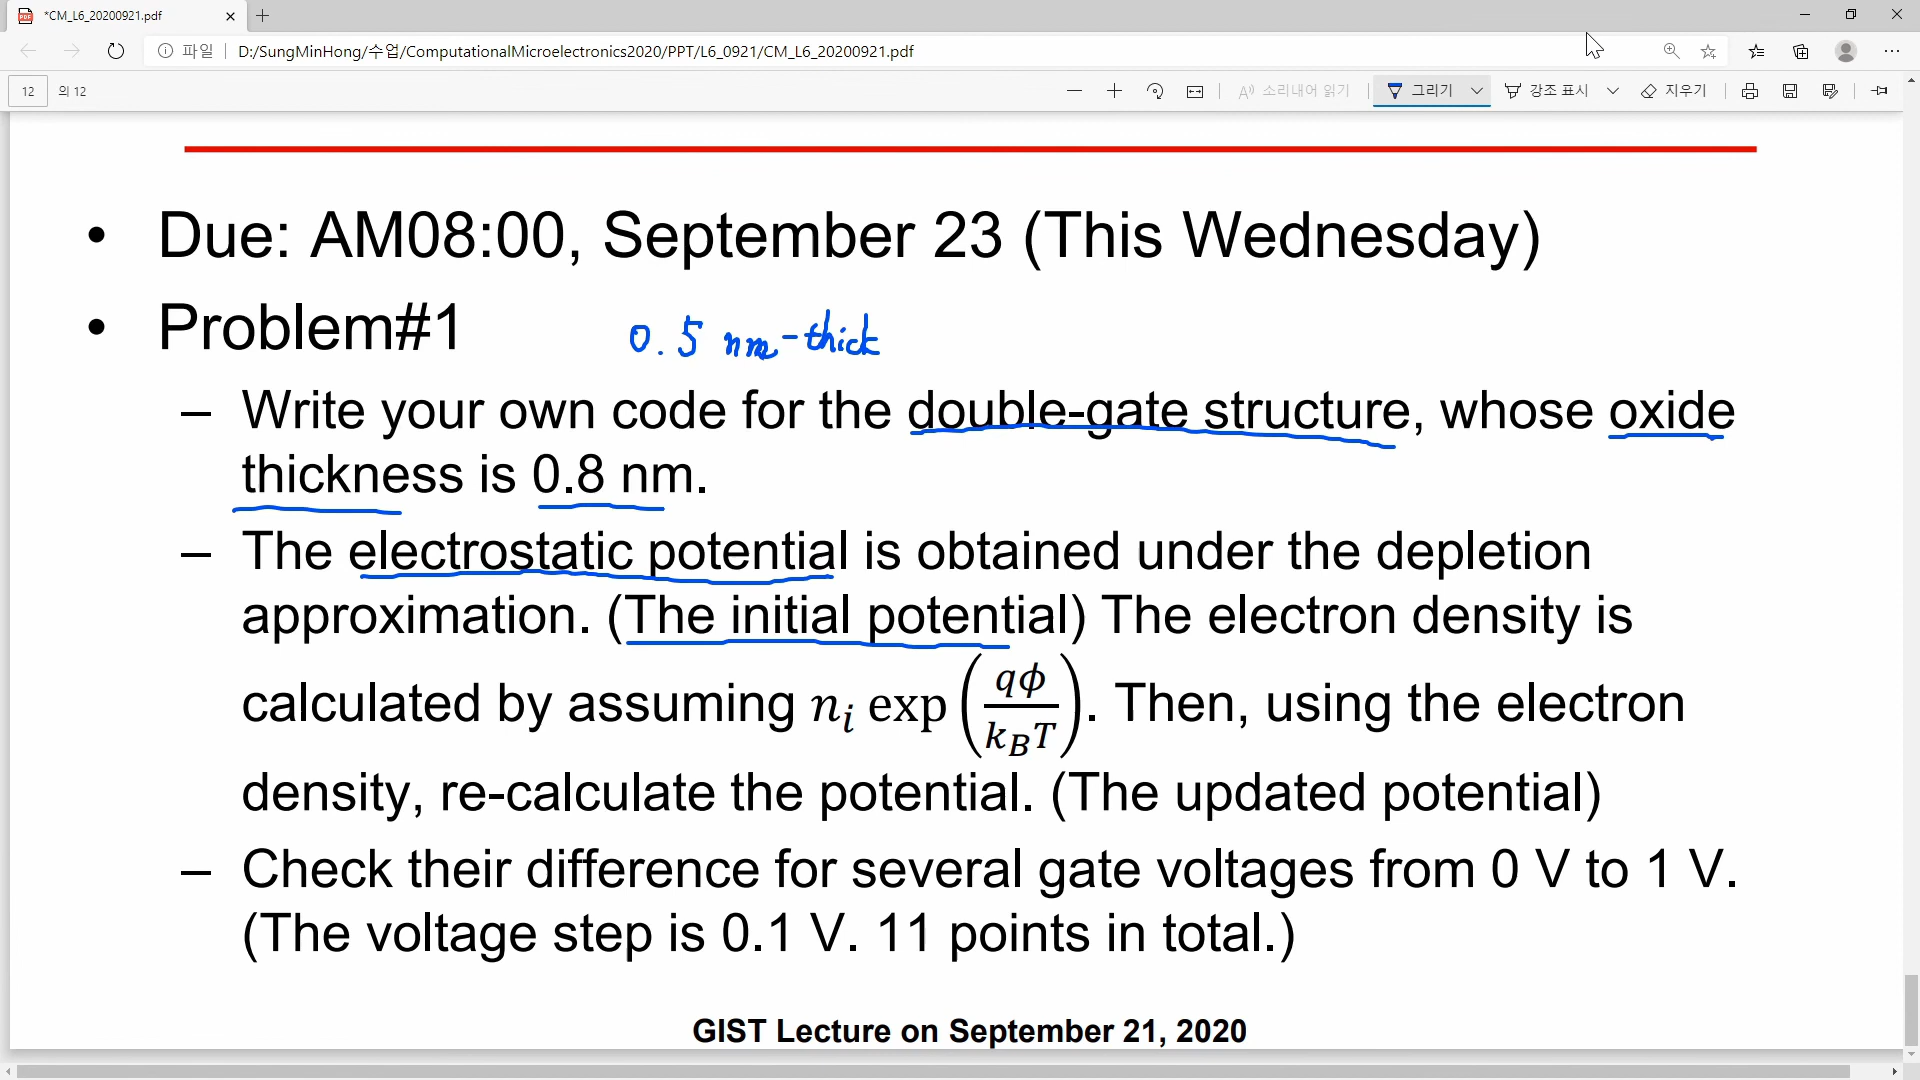 *CM_L6_20200921.pdf
파일 D:/SungMinHong/수업/ComputationalMicroelectronics2020/PPT/L6_0921/CM_L6_20200921.pdf
12 의 12 소리내어 읽기 그리기 강조 표시 지우기
• Due: AM08:00, September 23 (This Wednesday)
• Problem#1
0.5 nm-thick
– Write your own code for the double-gate structure, whose oxide
thickness is 0.8 nm.
– The electrostatic potential is obtained under the depletion
approximation. (The initial potential) The electron density is
calculated by assuming n_i exp(qϕ/k_BT). Then, using the electron
density, re-calculate the potential. (The updated potential)
– Check their difference for several gate voltages from 0 V to 1 V.
(The voltage step is 0.1 V. 11 points in total.)
GIST Lecture on September 21, 2020